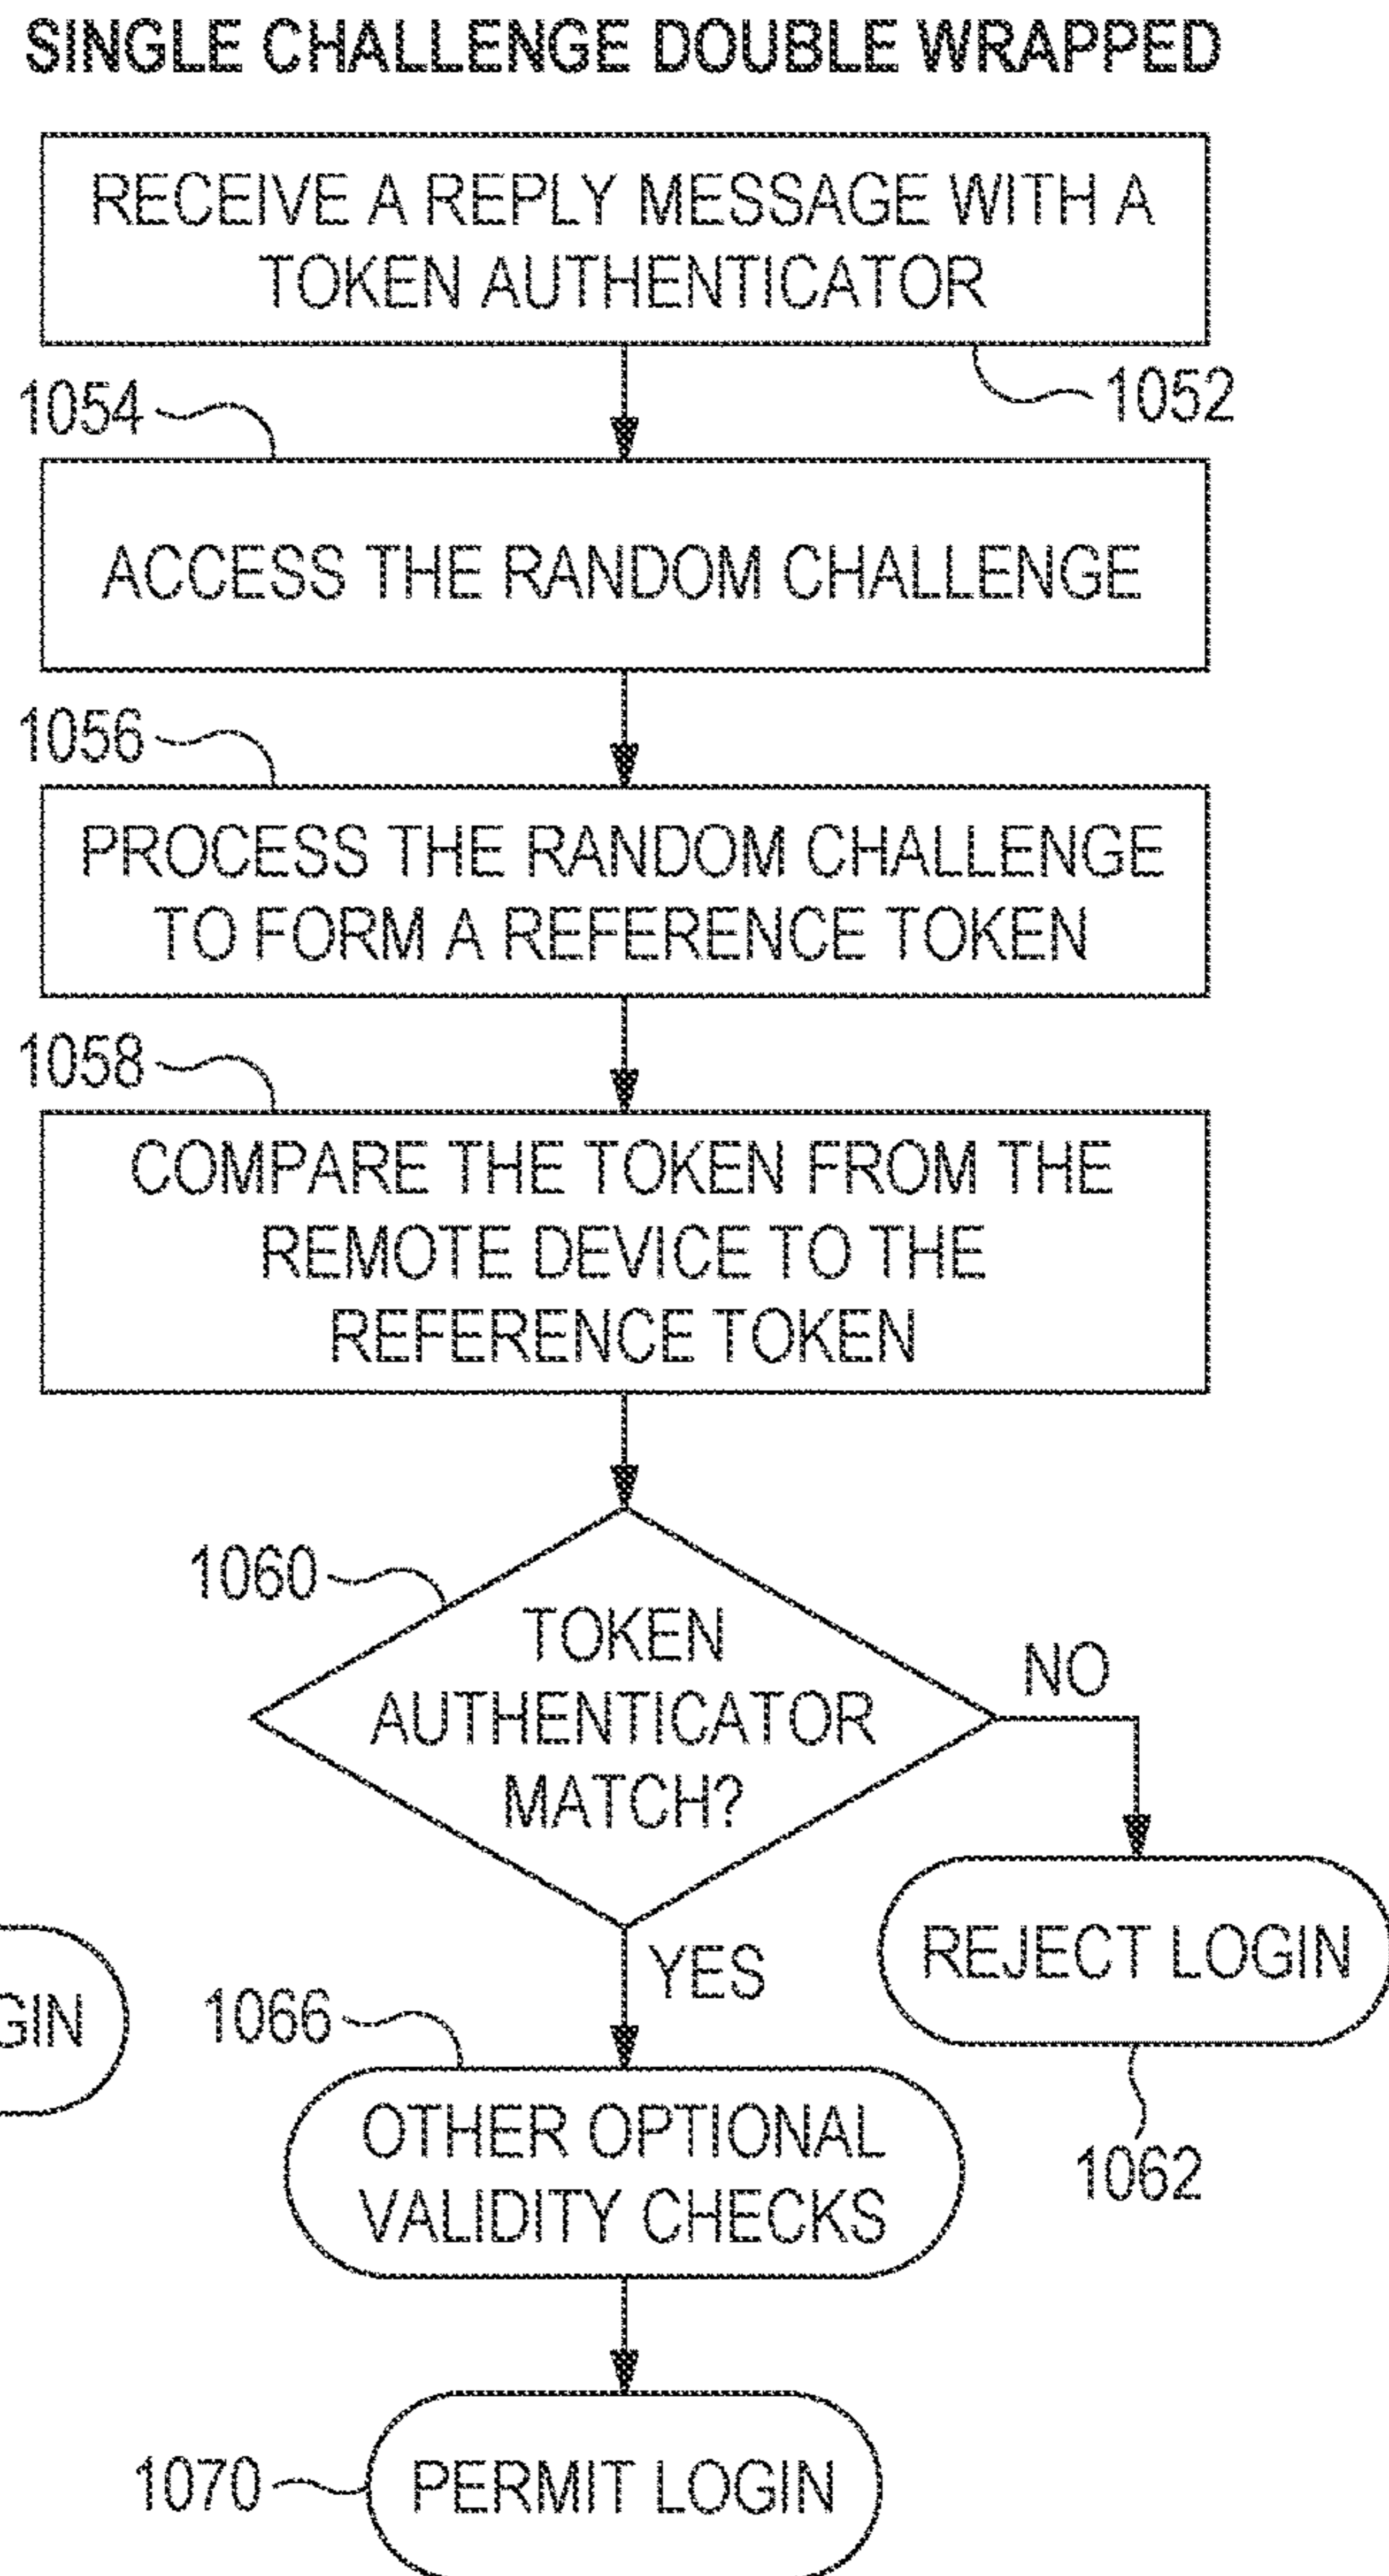 SINGLE CHALLENGE DOUBLE WRAPPED
RECEIVE A REPLY MESSAGE WITH A
TOKEN AUTHENTICATOR
1052
1054
ACCESS THE RANDOM CHALLENGE
1056
PROCESS THE RANDOM CHALLENGE
TO FORM A REFERENCE TOKEN
1058
COMPARE THE TOKEN FROM THE
REMOTE DEVICE TO THE
REFERENCE TOKEN
1060
TOKEN
AUTHENTICATOR
MATCH?
NO
REJECT LOGIN
1062
YES
1066
OTHER OPTIONAL
VALIDITY CHECKS
1070
PERMIT LOGIN